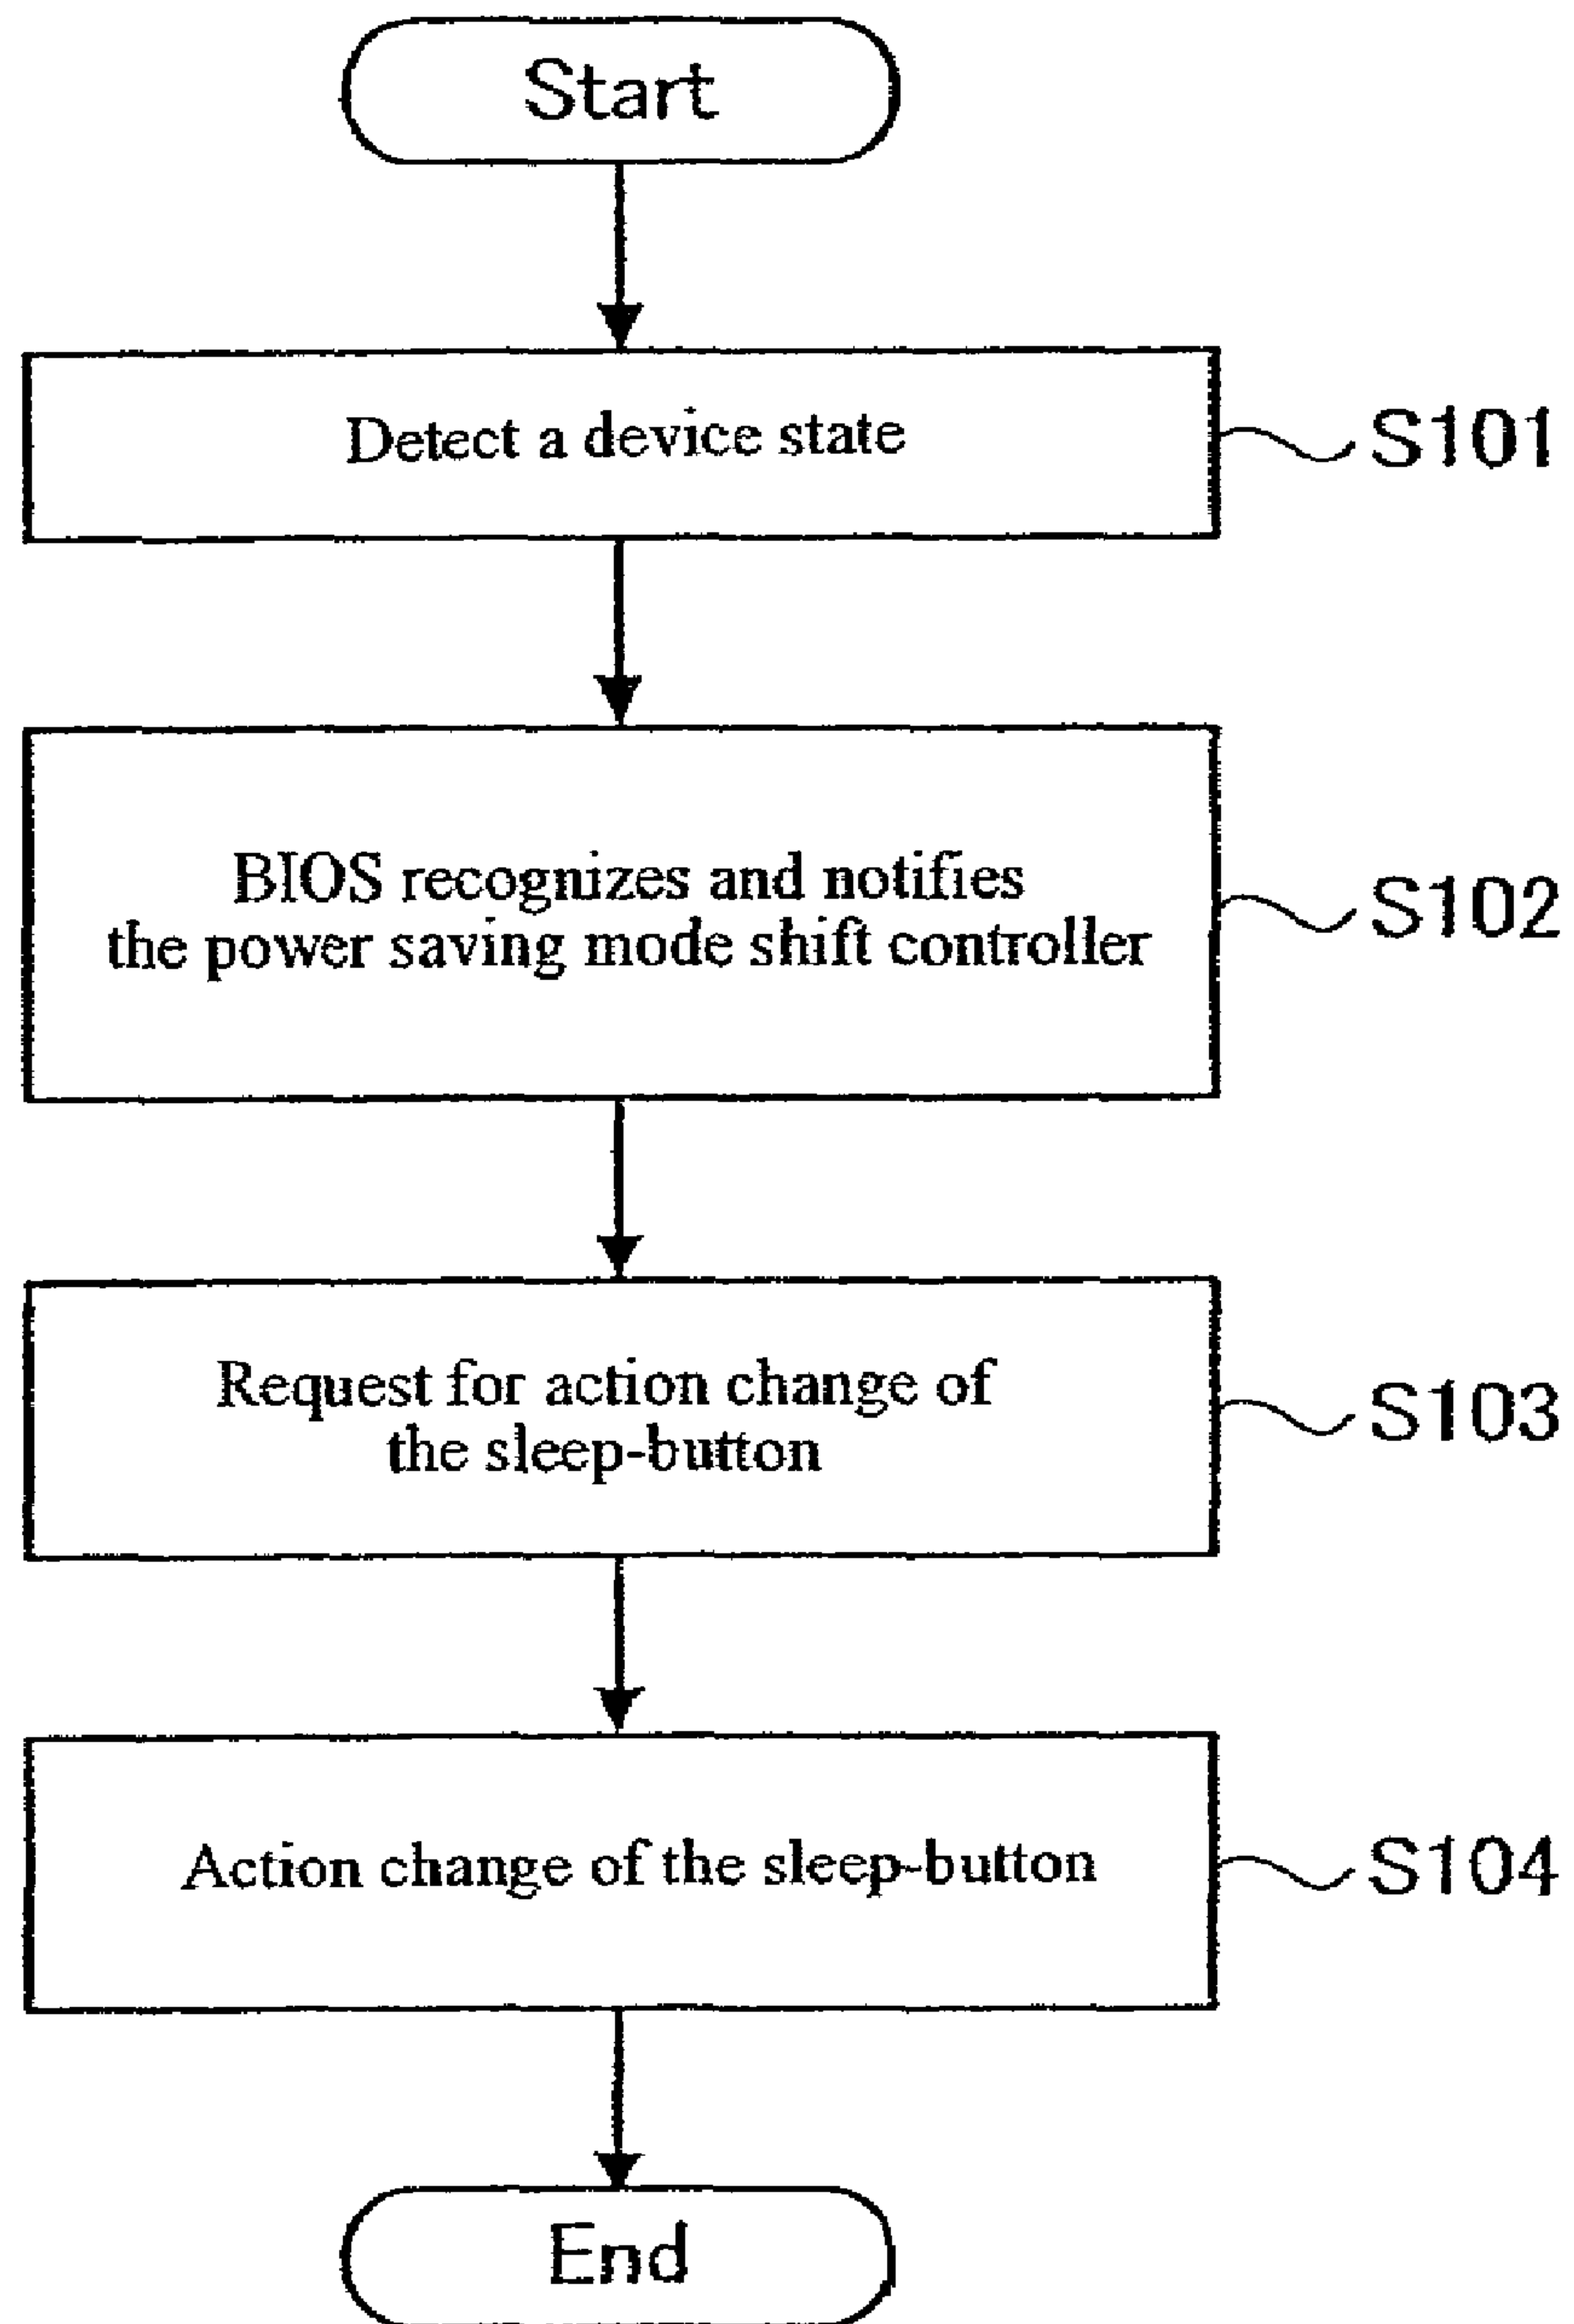 Start
Detect a device state
S101
BIOS recognizes and notifies
the power saving mode shift controller
S102
Request for action change of
the sleep-button
S103
Action change of the sleep-button
S104
End